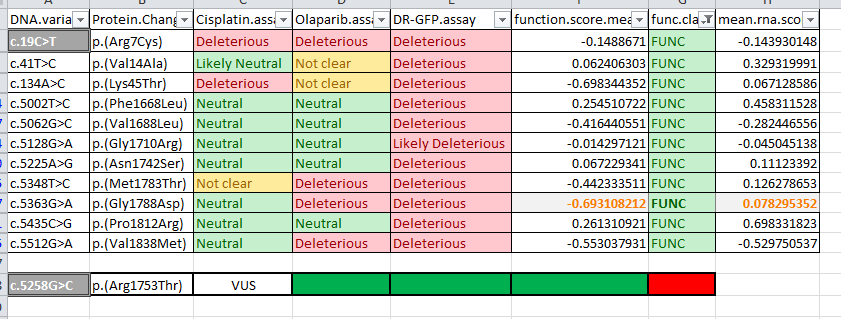 A C D E F G H
DNA.varia Protein.Chang Cisplatin.assa Olaparib.assa DR-GFP.assay function.score.mea func.cla mean.rna.sco
c.19C>T p.(Arg7Cys) Deleterious Deleterious Deleterious -0.1488671 FUNC -0.143930148
c.41T>C p.(Val14Ala) Likely Neutral Not clear Deleterious 0.062406303 FUNC 0.329319991
c.134A>C p.(Lys45Thr) Deleterious Not clear Deleterious -0.698344352 FUNC 0.067128586
c.5002T>C p.(Phe1668Leu) Neutral Neutral Deleterious 0.254510722 FUNC 0.458311528
c.5062G>C p.(Val1688Leu) Neutral Neutral Deleterious -0.416440551 FUNC -0.282446556
c.5128G>A p.(Gly1710Arg) Neutral Neutral Likely Deleterious -0.014297121 FUNC -0.045045138
c.5225A>G p.(Asn1742Ser) Neutral Neutral Deleterious 0.067229341 FUNC 0.11123392
c.5348T>C p.(Met1783Thr) Not clear Deleterious Deleterious -0.442333511 FUNC 0.126278653
c.5363G>A p.(Gly1788Asp) Neutral Deleterious Deleterious -0.693108212 FUNC 0.078295352
c.5435C>G p.(Pro1812Arg) Neutral Neutral Deleterious 0.261310921 FUNC 0.698331823
c.5512G>A p.(Val1838Met) Neutral Deleterious Deleterious -0.553037931 FUNC -0.529750537
c.5258G>C p.(Arg1753Thr) VUS